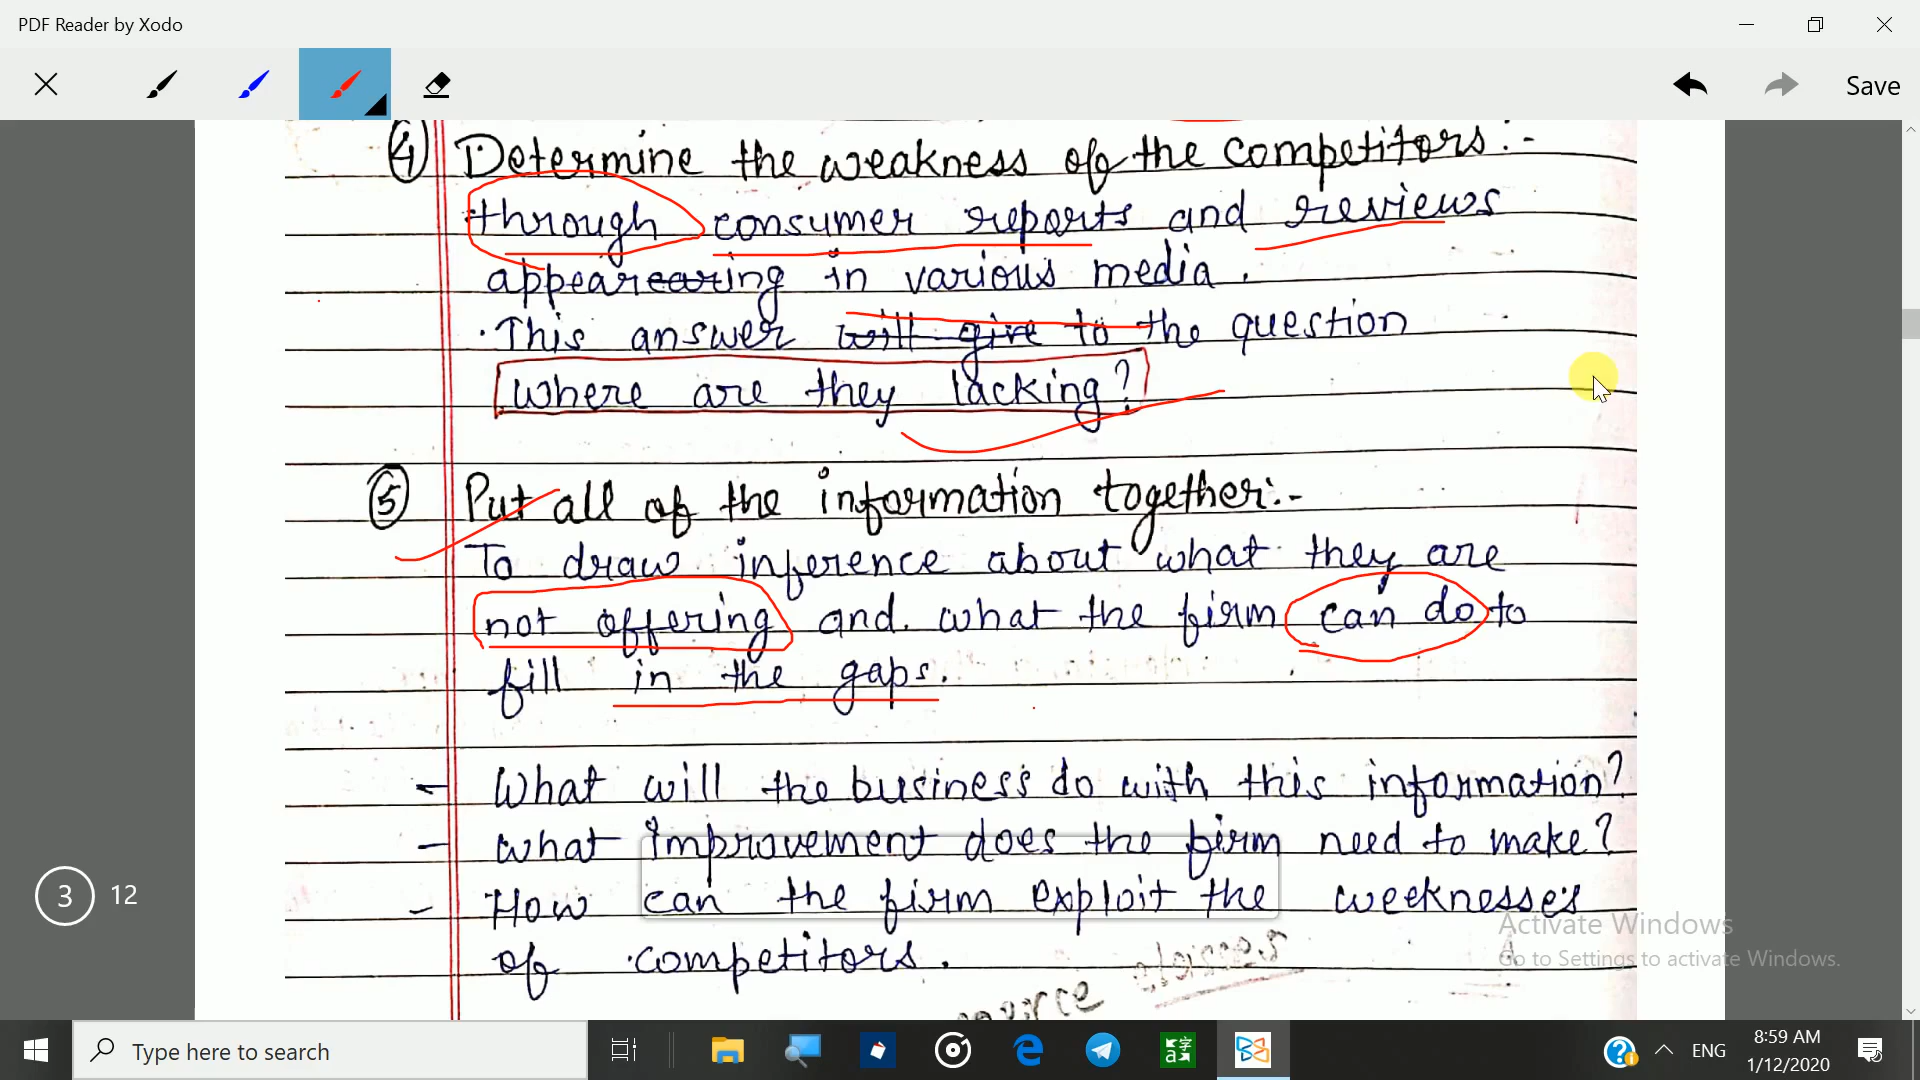 PDF Reader by Xodo
Save
④ Determine the weakness of the competitors:-
through consumer reports and reviews
appearearing in various media.
·This answer will give to the question
where are they lacking?
⑤ Put all of the information together:-
To draw inference about what they are
not offering and what the firm can do to
fill in the gaps.
- What will the business do with this information?
- What improvement does the firm need to make?
- How can the firm exploit the weeknesses
of competitors.
3 12
Activate Windows
Go to Settings to activate Windows.
Type here to search
ENG
8:59 AM
1/12/2020